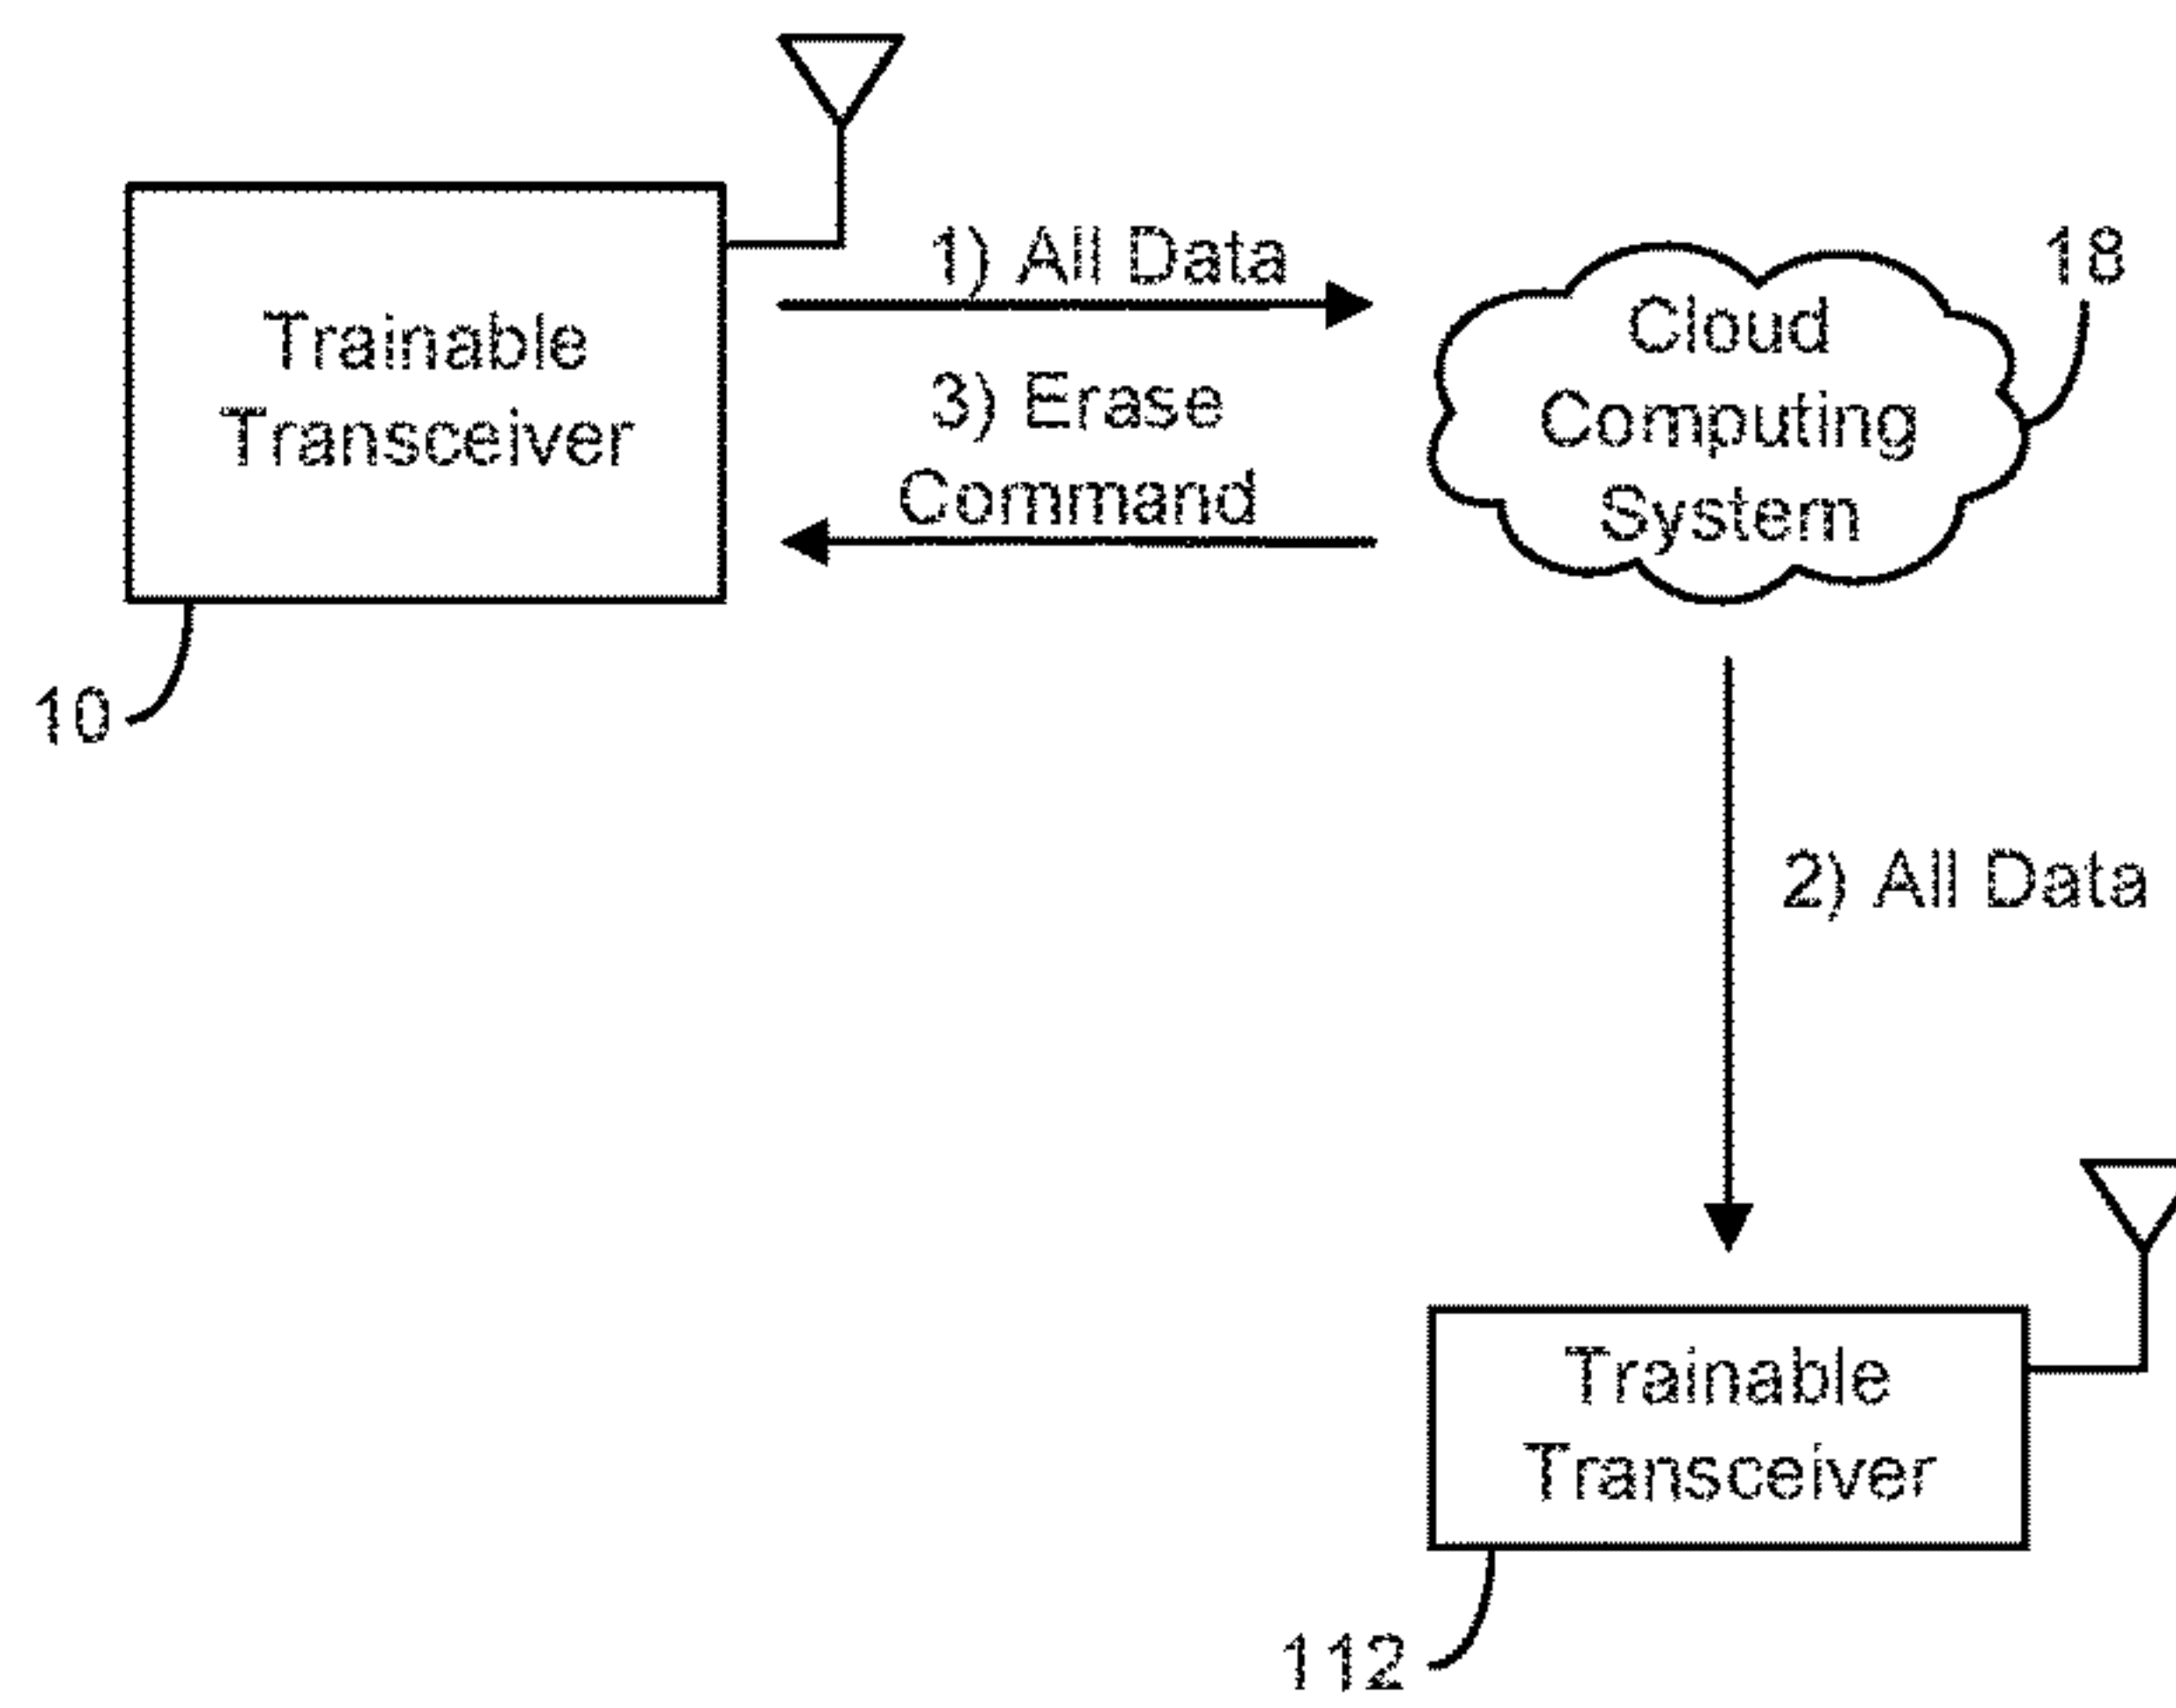 Trainable
Transceiver
10
1) All Data
3) Erase
Command
Cloud
Computing
System
18
2) All Data
Trainable
Transceiver
112